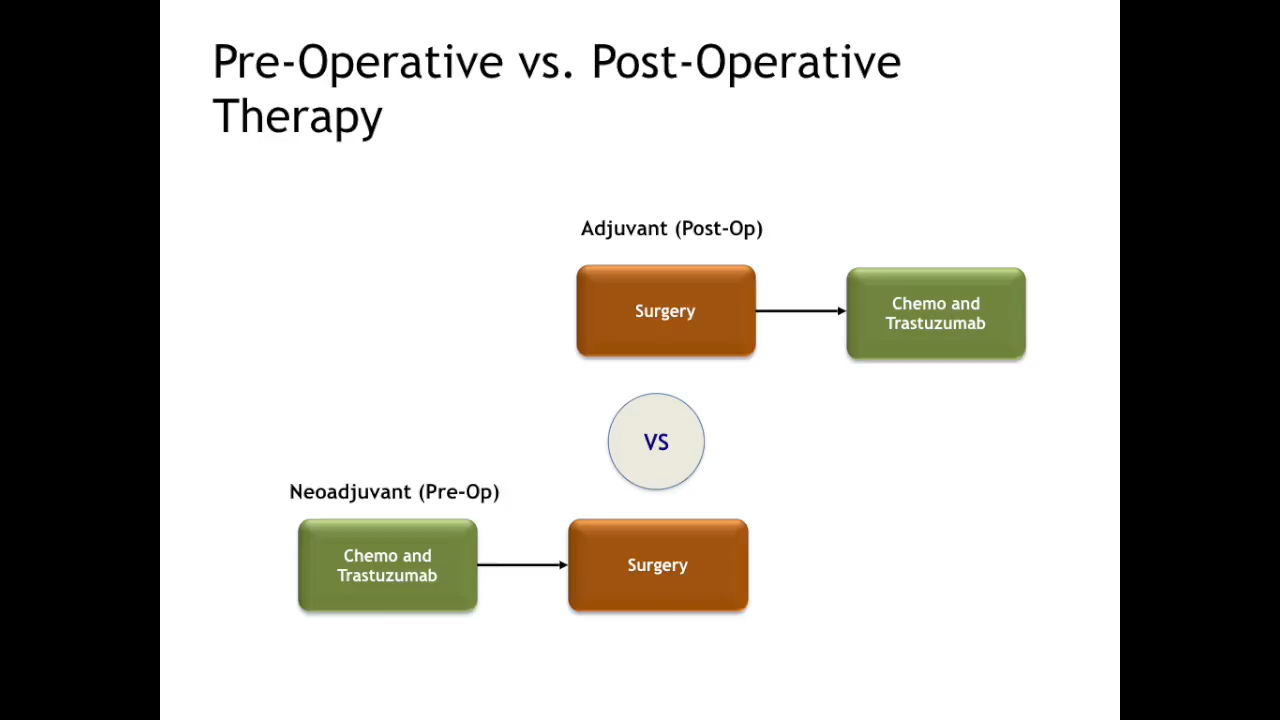 Pre-Operative vs. Post-Operative
Therapy
Adjuvant (Post-Op)
Surgery
Chemo and
Trastuzumab
VS
Neoadjuvant (Pre-Op)
Chemo and
Trastuzumab
Surgery